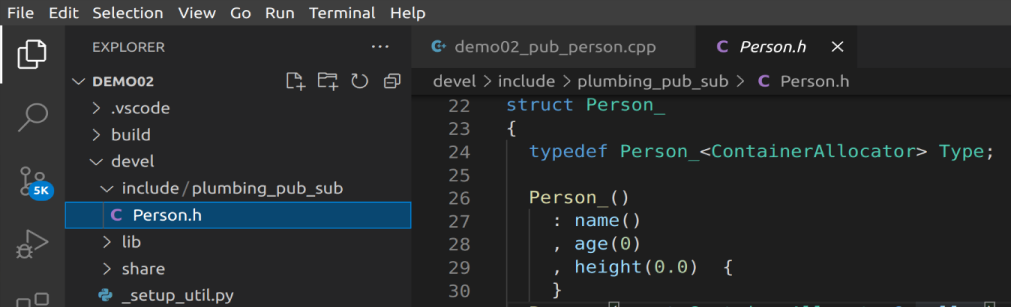 File Edit Selection View Go Run Terminal Help
EXPLORER ···
DEMO02
.vscode
build
devel
include/plumbing_pub_sub
C Person.h
lib
share
_setup_util.py
5K
demo02_pub_person.cpp C Person.h
devel > include > plumbing_pub_sub > C Person.h
22 struct Person_
23 {
24 typedef Person_<ContainerAllocator> Type;
25
26 Person_()
27 : name()
28 , age(0)
29 , height(0.0) {
30 }